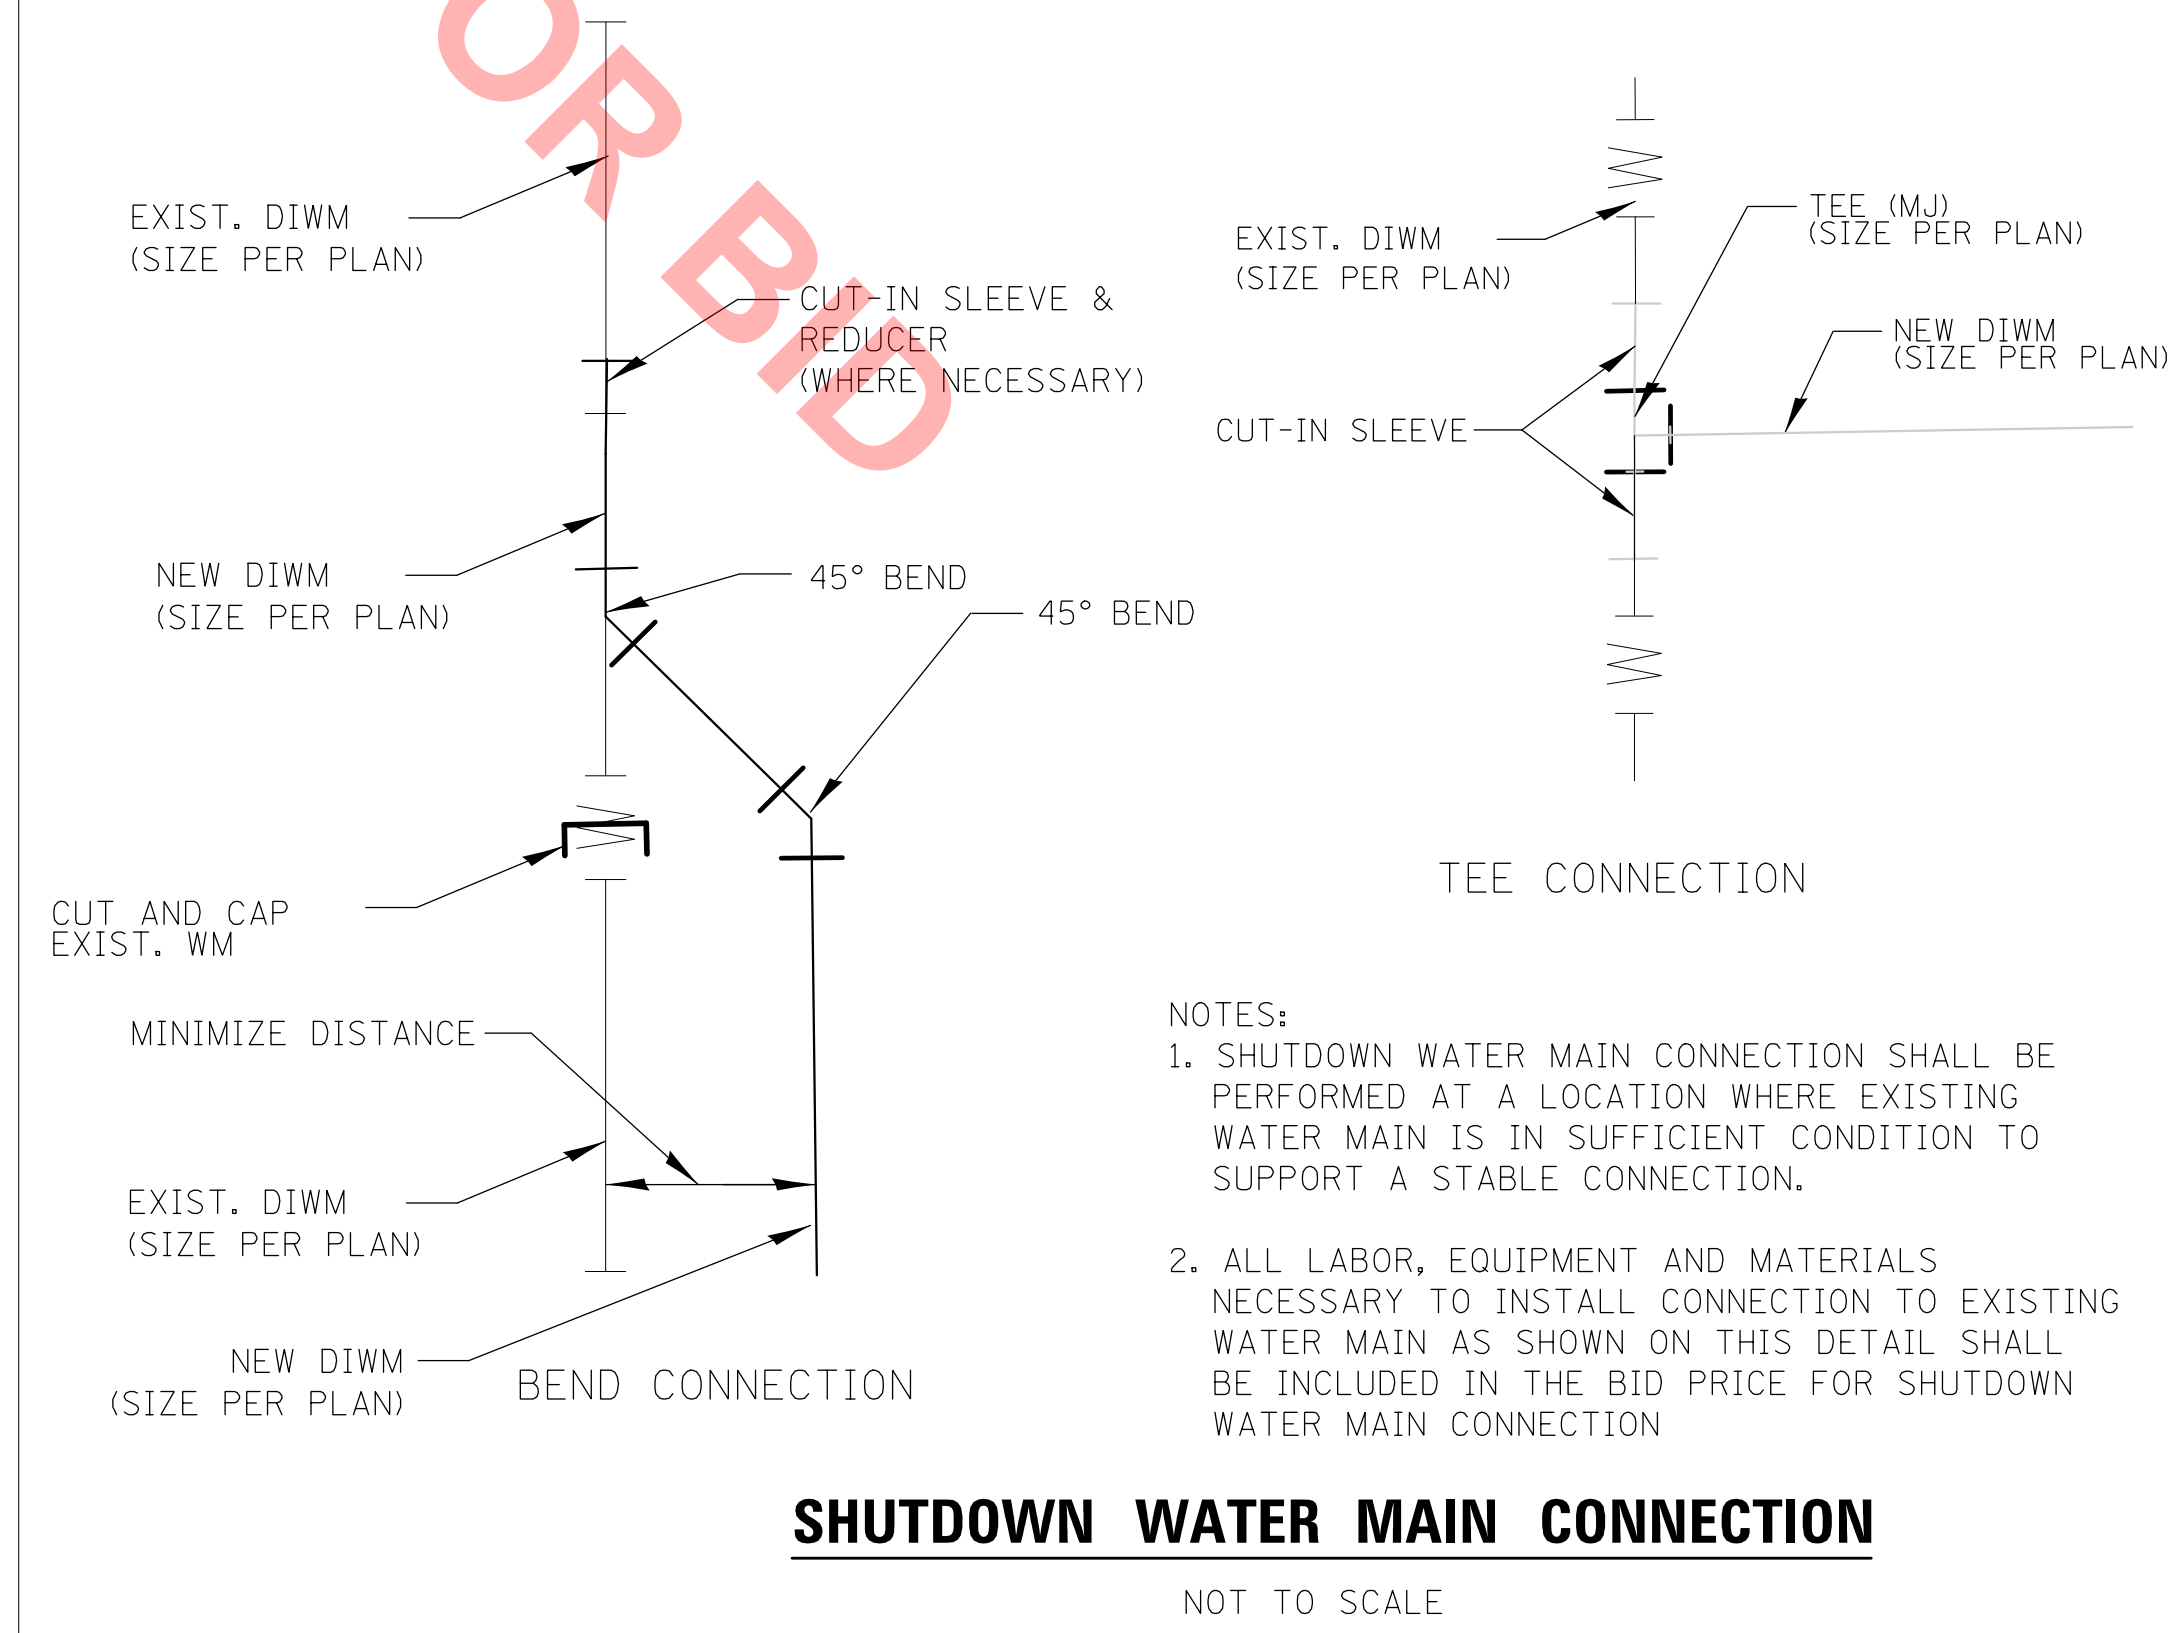 EXIST. DIWM
(SIZE PER PLAN)
CUT-IN SLEEVE &
REDUCER
(WHERE NECESSARY)
NEW DIWM
(SIZE PER PLAN)
45° BEND
45° BEND
CUT AND CAP
EXIST. WM
MINIMIZE DISTANCE
EXIST. DIWM
(SIZE PER PLAN)
NEW DIWM
(SIZE PER PLAN)
BEND CONNECTION
OR BID
EXIST. DIWM
(SIZE PER PLAN)
TEE (MJ)
(SIZE PER PLAN)
NEW DIWM
(SIZE PER PLAN)
CUT-IN SLEEVE
TEE CONNECTION
NOTES:
1. SHUTDOWN WATER MAIN CONNECTION SHALL BE
PERFORMED AT A LOCATION WHERE EXISTING
WATER MAIN IS IN SUFFICIENT CONDITION TO
SUPPORT A STABLE CONNECTION.
2. ALL LABOR, EQUIPMENT AND MATERIALS
NECESSARY TO INSTALL CONNECTION TO EXISTING
WATER MAIN AS SHOWN ON THIS DETAIL SHALL
BE INCLUDED IN THE BID PRICE FOR SHUTDOWN
WATER MAIN CONNECTION
SHUTDOWN WATER MAIN CONNECTION
NOT TO SCALE